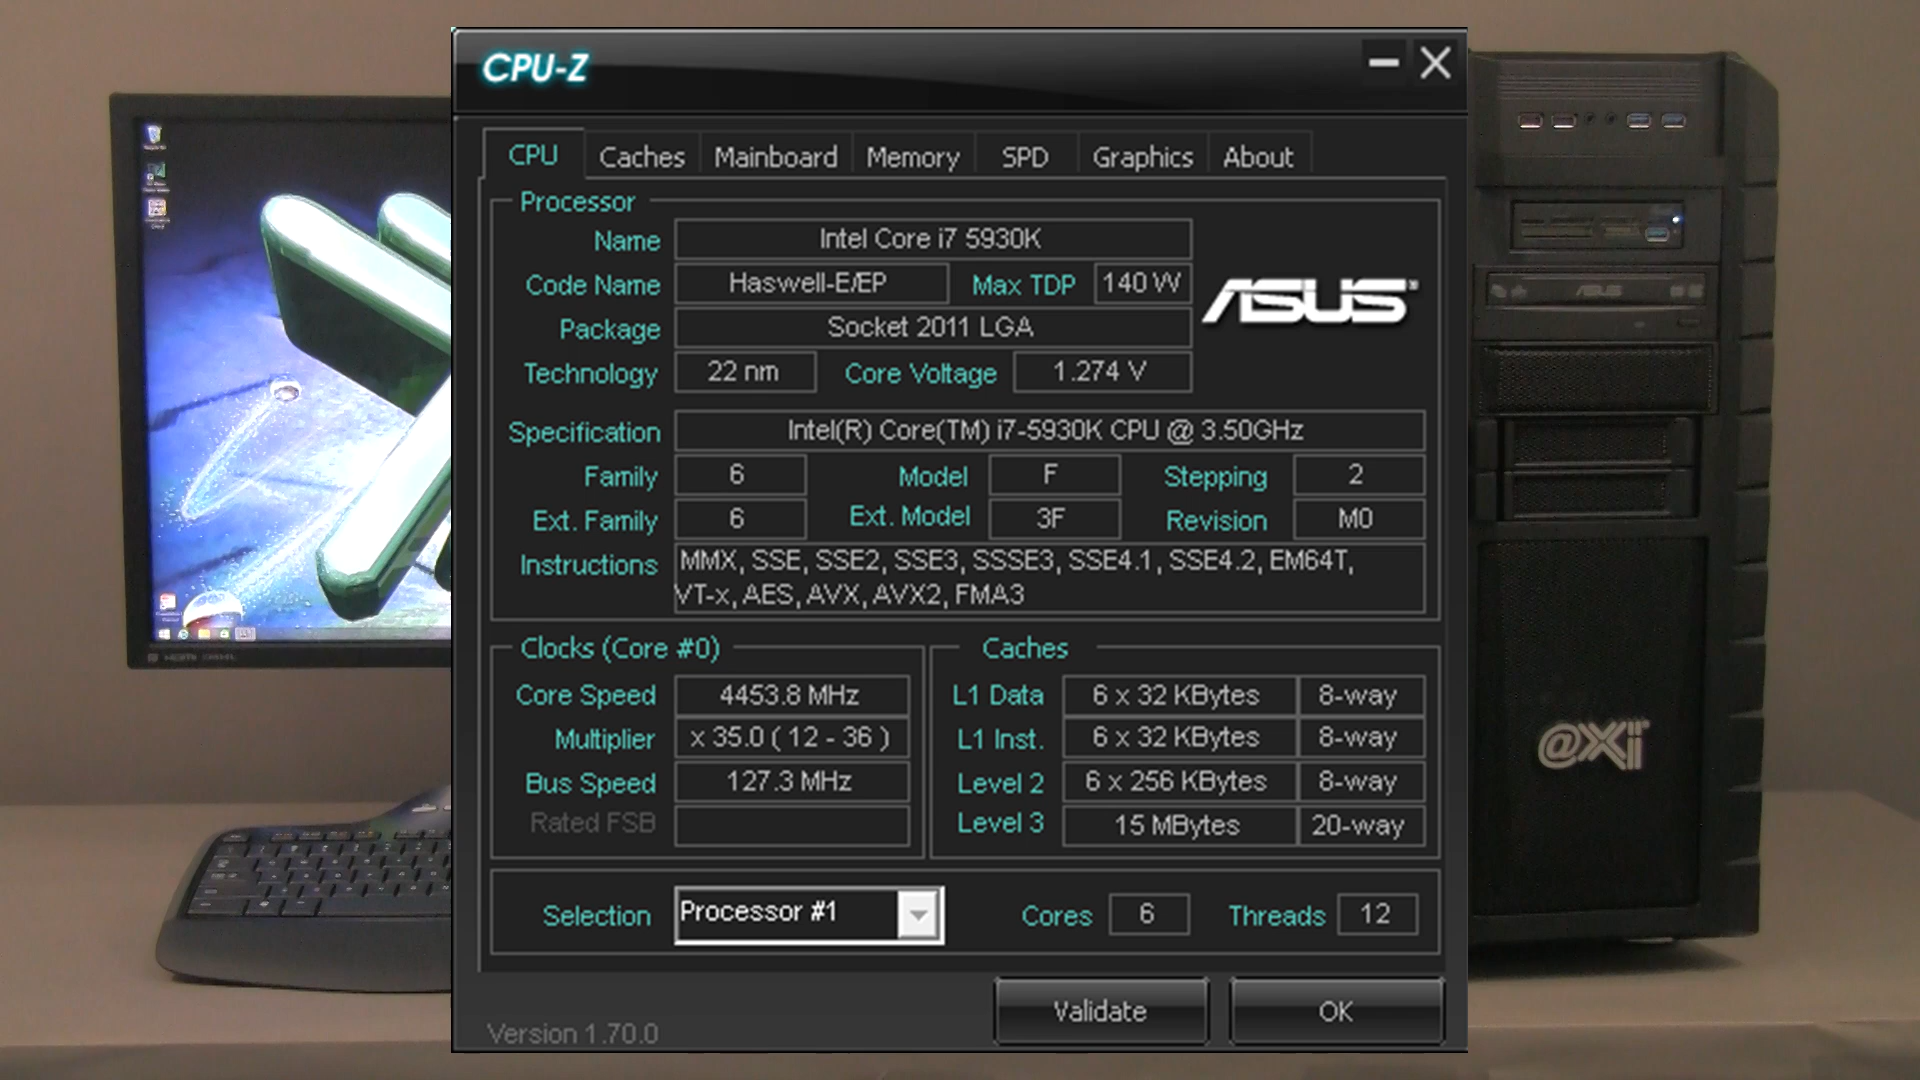 CPU-Z
CPU Caches Mainboard Memory SPD Graphics About
Processor
Name Intel Core i7 5930K
Code Name Haswell-E/EP Max TDP 140 W
ASUS
Package Socket 2011 LGA
Technology 22 nm Core Voltage 1.274 V
Specification Intel(R) Core(TM) i7-5930K CPU @ 3.50GHz
Family 6 Model F Stepping 2
Ext. Family 6 Ext. Model 3F Revision M0
Instructions MMX, SSE, SSE2, SSE3, SSSE3, SSE4.1, SSE4.2, EM64T,
VT-x, AES, AVX, AVX2, FMA3
Clocks (Core #0) Caches
Core Speed 4453.8 MHz L1 Data 6 x 32 KBytes 8-way
Multiplier x 35.0 ( 12 - 36 ) L1 Inst. 6 x 32 KBytes 8-way
Bus Speed 127.3 MHz Level 2 6 x 256 KBytes 8-way
Rated FSB Level 3 15 MBytes 20-way
Selection Processor #1 Cores 6 Threads 12
Validate OK
Version 1.70.0
ASUS
@Xi
HDMI